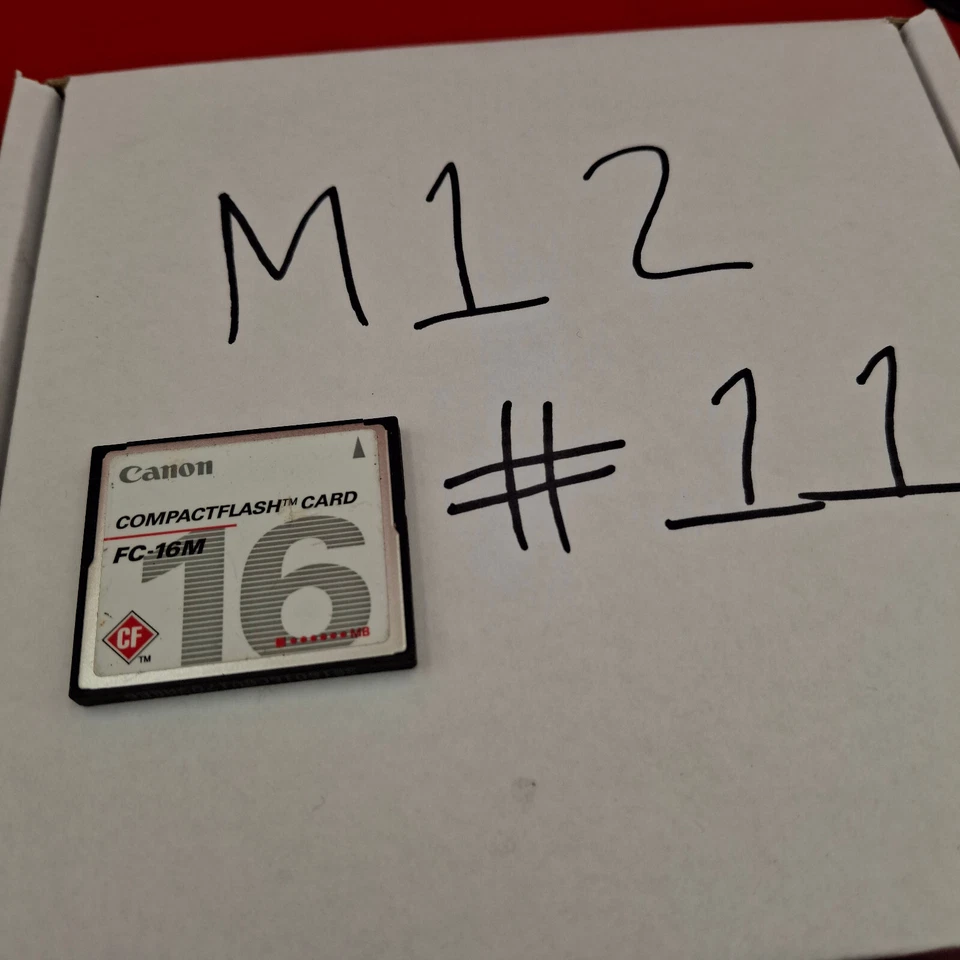 M12
#11
Canon
COMPACTFLASH™ CARD
FC-16M
16
MB
CF
TM